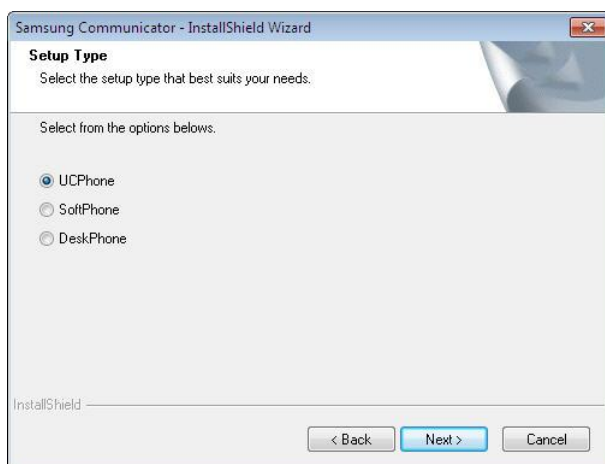 Samsung Communicator - InstallShield Wizard
Setup Type
Select the setup type that best suits your needs.
Select from the options belows.
UCPhone
SoftPhone
DeskPhone
InstallShield
< Back Next > Cancel